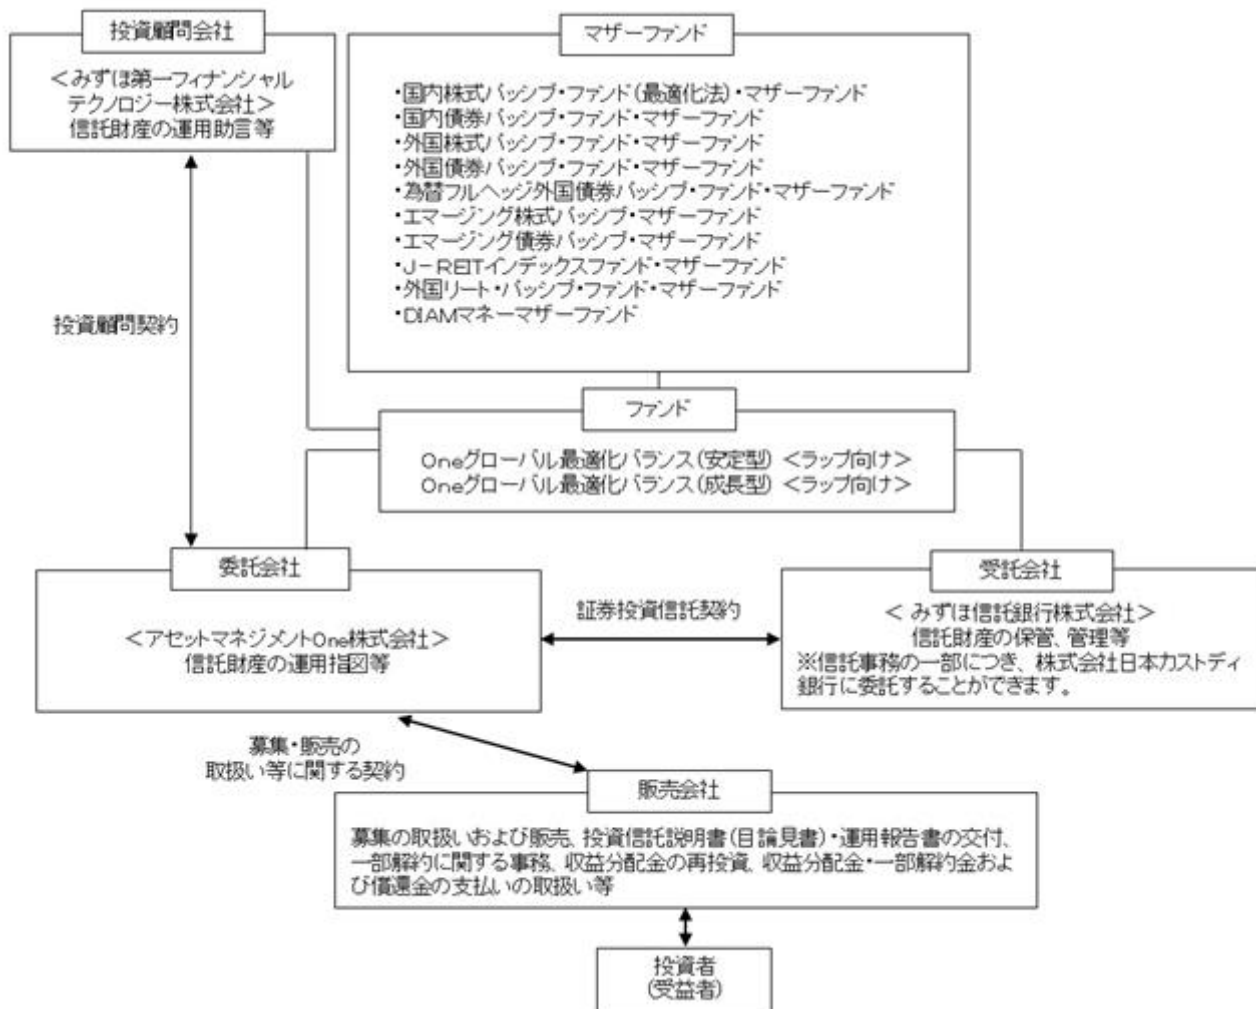 投資顧問会社
<みずほ第一フィナンシャル
テクノロジー株式会社>
信託財産の運用助言等
マザーファンド
・国内株式パッシブ・ファンド(最適化法)・マザーファンド
・国内債券パッシブ・ファンド・マザーファンド
・外国株式パッシブ・ファンド・マザーファンド
・外国債券パッシブ・ファンド・マザーファンド
・為替フルヘッジ外国債券パッシブ・ファンド・マザーファンド
・エマージング株式パッシブ・マザーファンド
・エマージング債券パッシブ・マザーファンド
・J-REITインデックスファンド・マザーファンド
・外国リート・パッシブ・ファンド・マザーファンド
・DIAMマネーマザーファンド
投資顧問契約
ファンド
Oneグローバル最適化バランス(安定型) <ラップ向け>
Oneグローバル最適化バランス(成長型) <ラップ向け>
委託会社
<アセットマネジメントOne株式会社>
信託財産の運用指図等
証券投資信託契約
受託会社
< みずほ信託銀行株式会社>
信託財産の保管、管理等
※信託事務の一部につき、株式会社日本カストディ
銀行に委託することができます。
募集・販売の
取扱い等に関する契約
販売会社
募集の取扱いおよび販売、投資信託説明書(目論見書)・運用報告書の交付、
一部解約に関する事務、収益分配金の再投資、収益分配金・一部解約金およ
び償還金の支払いの取扱い等
投資者
(受益者)